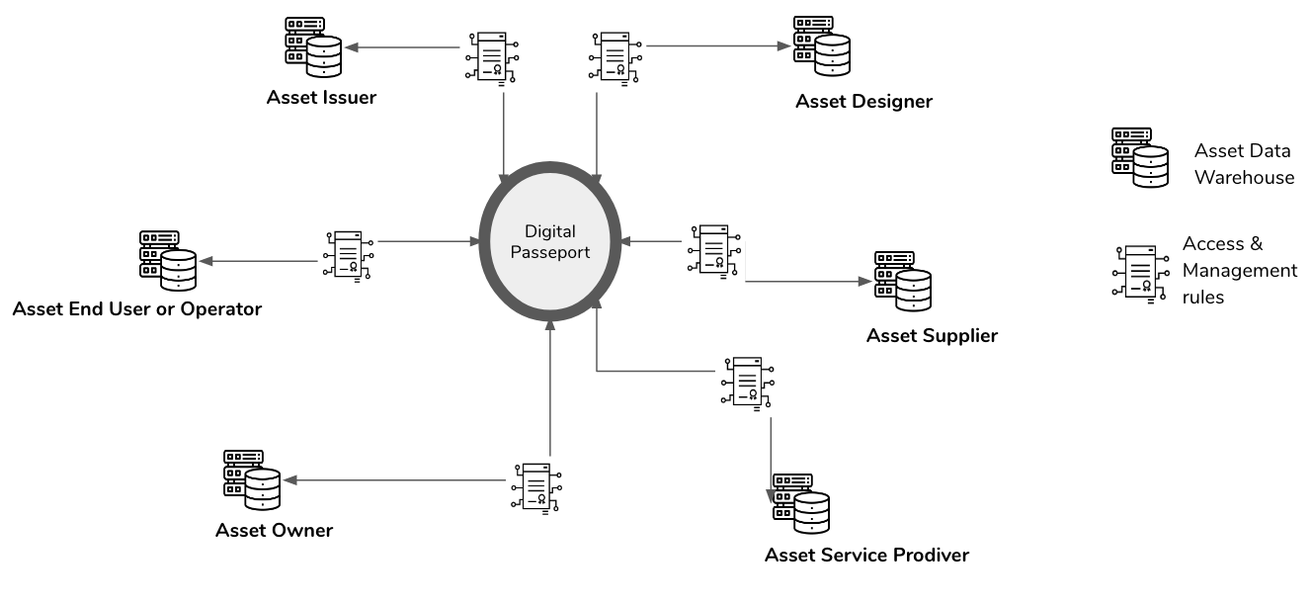 Asset Issuer
Asset Designer
Asset Data
Warehouse
Digital
Passeport
Access &
Management
rules
Asset End User or Operator
Asset Supplier
Asset Owner
Asset Service Prodiver